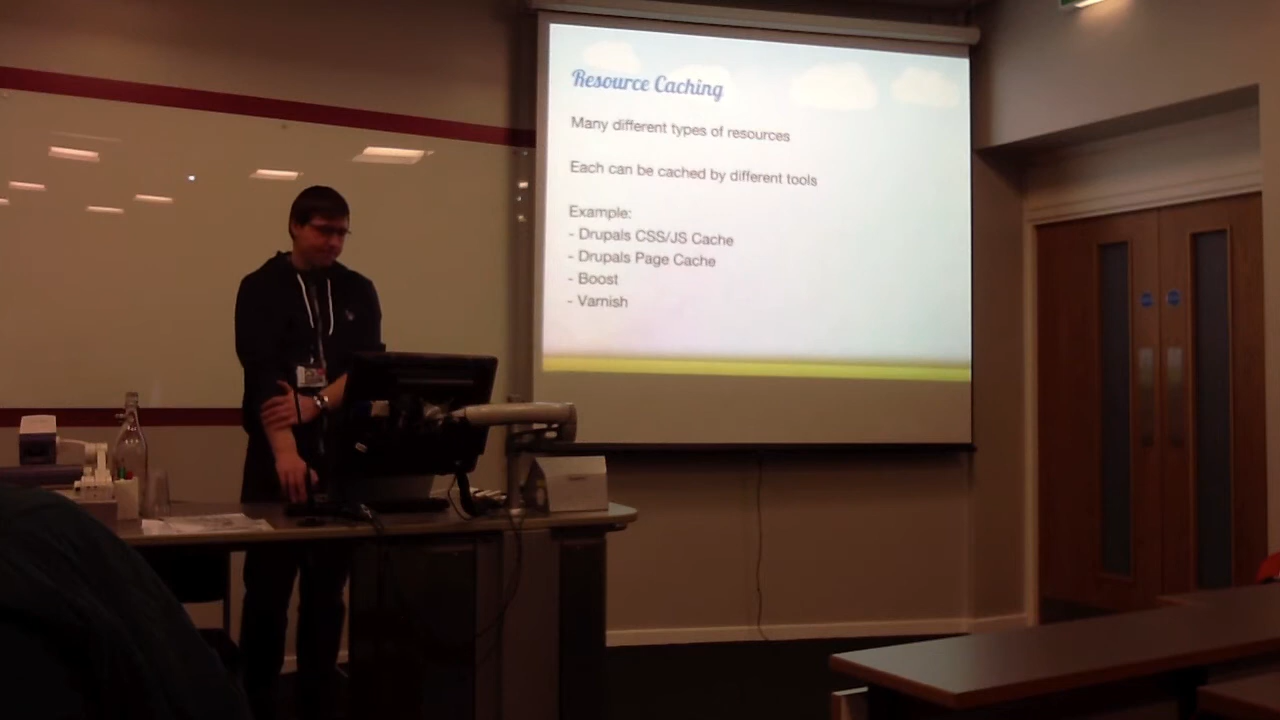 Resource Caching
Many different types of resources
Each can be cached by different tools
Example:
- Drupals CSS/JS Cache
- Drupals Page Cache
- Boost
- Varnish